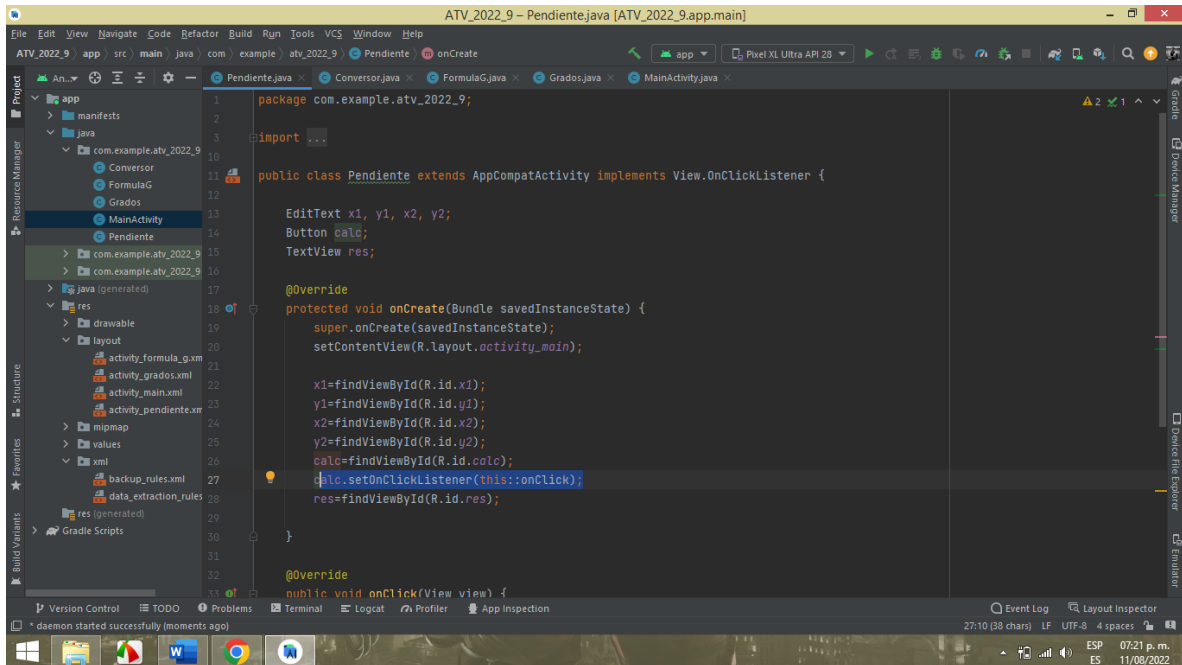 ATV_2022_9 – Pendiente.java [ATV_2022_9.app.main]
File Edit View Navigate Code Refactor Build Run Tools VCS Window Help
ATV_2022_9 app src main java com example atv_2022_9 Pendiente onCreate app Pixel XL Ultra API 28
An... Pendiente.java Conversor.java FormulaG.java Grados.java MainActivity.java
Project
Resource Manager
Structure
Favorites
Build Variants
app
manifests
java
com.example.atv_2022_9
Conversor
FormulaG
Grados
MainActivity
Pendiente
com.example.atv_2022_9
com.example.atv_2022_9
java (generated)
res
drawable
layout
activity_formula_g.xm
activity_grados.xml
activity_main.xml
activity_pendiente.xm
mipmap
values
xml
backup_rules.xml
data_extraction_rules
res (generated)
Gradle Scripts
1 package com.example.atv_2022_9;
2
3 import ...
10
11 public class Pendiente extends AppCompatActivity implements View.OnClickListener {
12
13 EditText x1, y1, x2, y2;
14 Button calc;
15 TextView res;
16
17 @Override
18 protected void onCreate(Bundle savedInstanceState) {
19 super.onCreate(savedInstanceState);
20 setContentView(R.layout.activity_main);
21
22 x1=findViewById(R.id.x1);
23 y1=findViewById(R.id.y1);
24 x2=findViewById(R.id.x2);
25 y2=findViewById(R.id.y2);
26 calc=findViewById(R.id.calc);
27 calc.setOnClickListener(this::onClick);
28 res=findViewById(R.id.res);
29
30 }
31
32 @Override
33 public void onClick(View view) {
2 1
Gradle
Device Manager
Device File Explorer
Emulator
Version Control TODO Problems Terminal Logcat Profiler App Inspection Event Log Layout Inspector
* daemon started successfully (moments ago) 27:10 (38 chars) LF UTF-8 4 spaces
ESP 07:21 p. m.
ES 11/08/2022